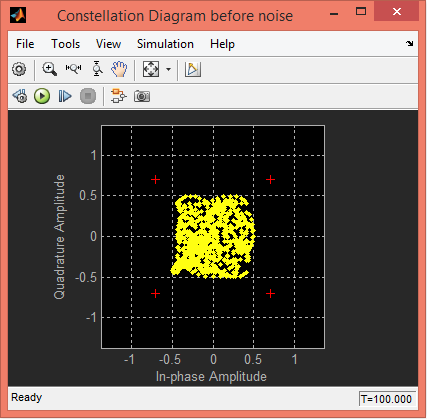 Constellation Diagram before noise
File Tools View Simulation Help
1
0.5
0
-0.5
-1
Quadrature Amplitude
-1 -0.5 0 0.5 1
In-phase Amplitude
Ready T=100.000